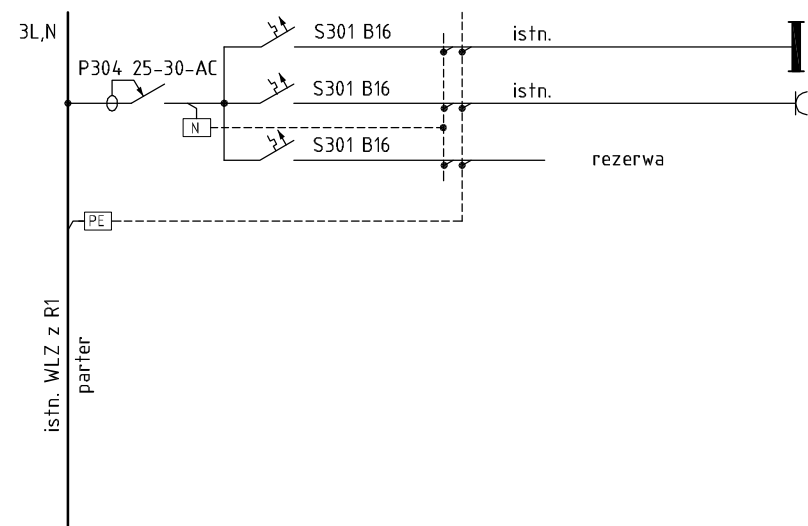 3L,N
S301 B16
istn.
P304 25-30-AC
S301 B16
istn.
N
S301 B16
rezerwa
PE
istn. WLZ z R1
parter